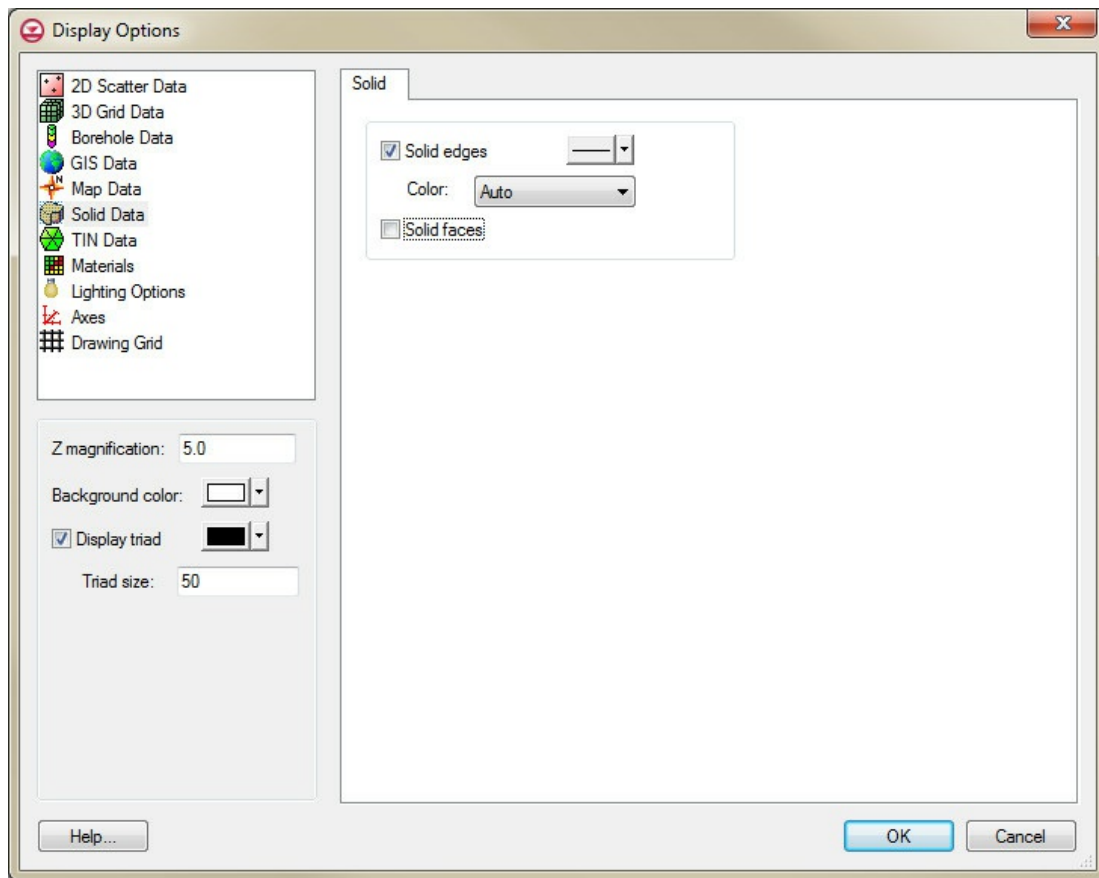 Display Options
2D Scatter Data
3D Grid Data
Borehole Data
GIS Data
Map Data
Solid Data
TIN Data
Materials
Lighting Options
Axes
Drawing Grid
Z magnification: 5.0
Background color:
Display triad
Triad size: 50
Solid
Solid edges
Color: Auto
Solid faces
Help...
OK
Cancel